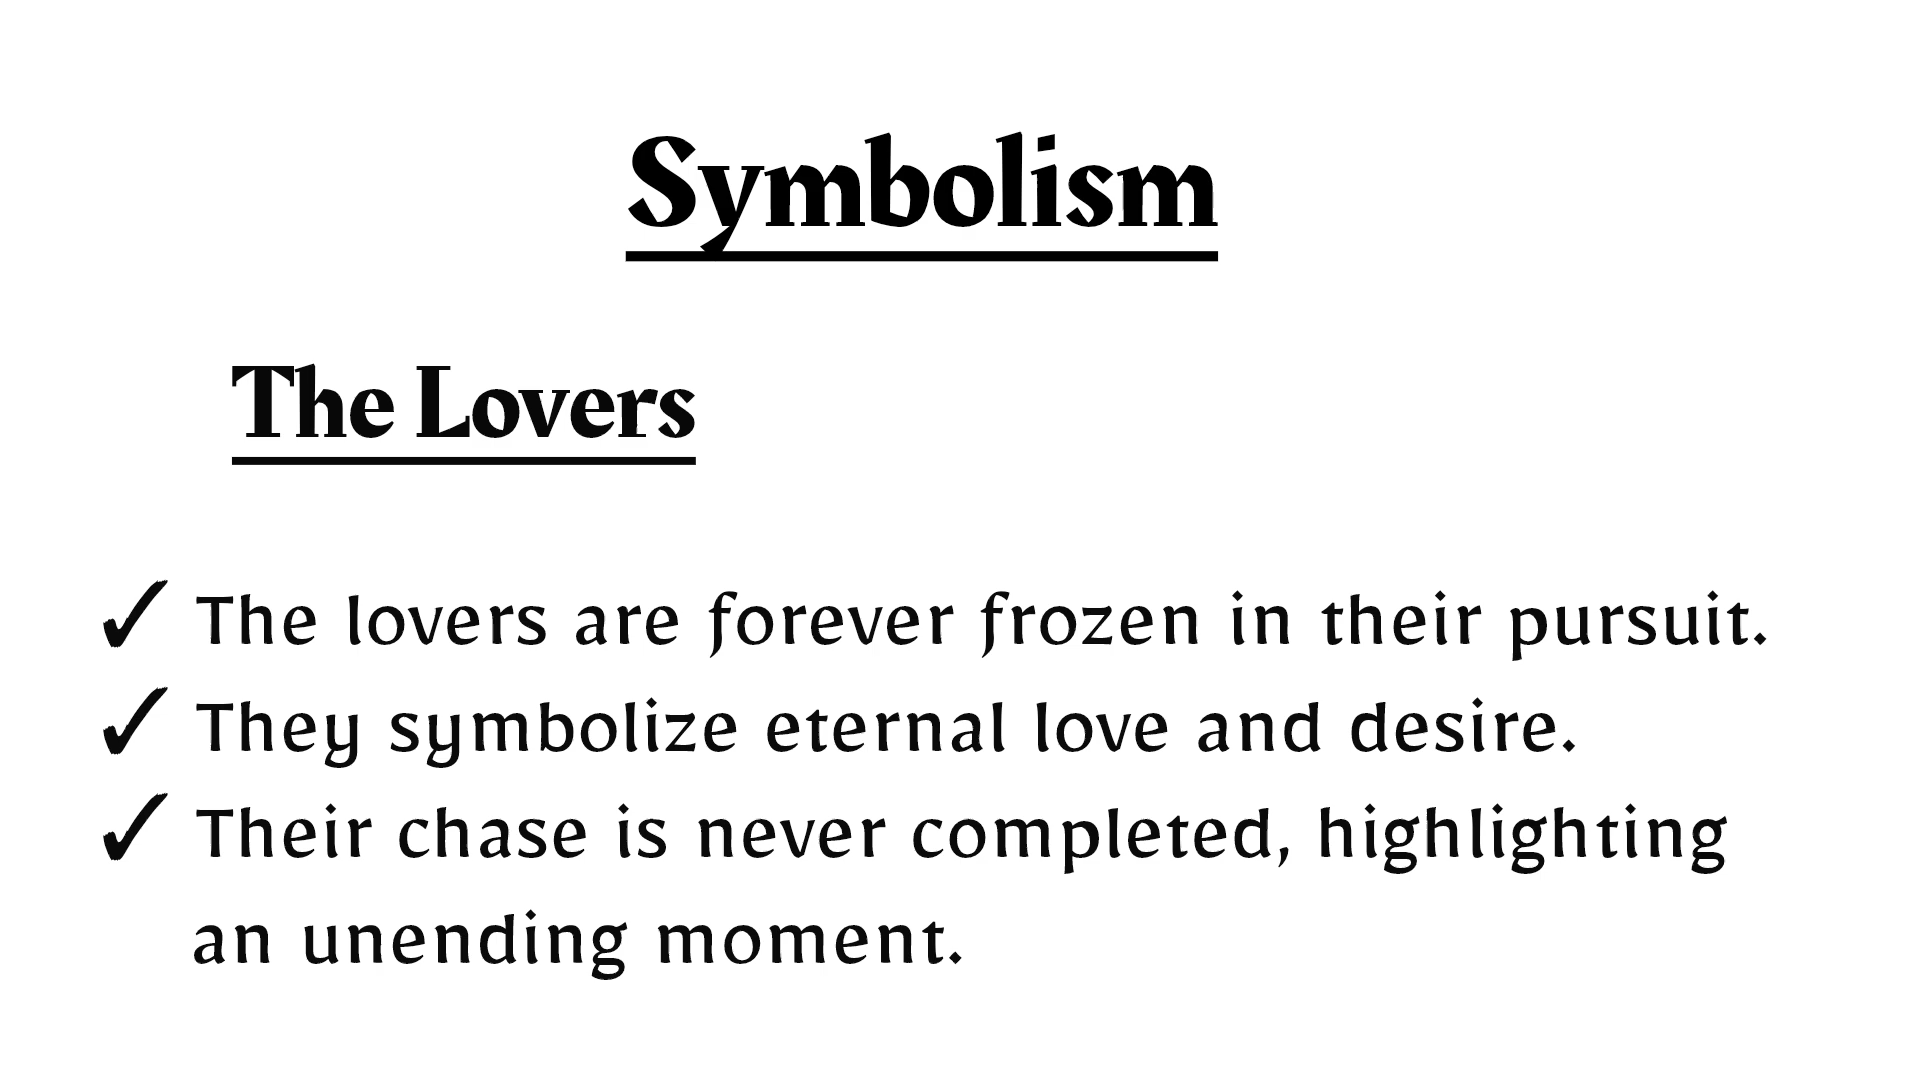 Symbolism
The Lovers
✓ The lovers are forever frozen in their pursuit.
✓ They symbolize eternal love and desire.
✓ Their chase is never completed, highlighting
an unending moment.